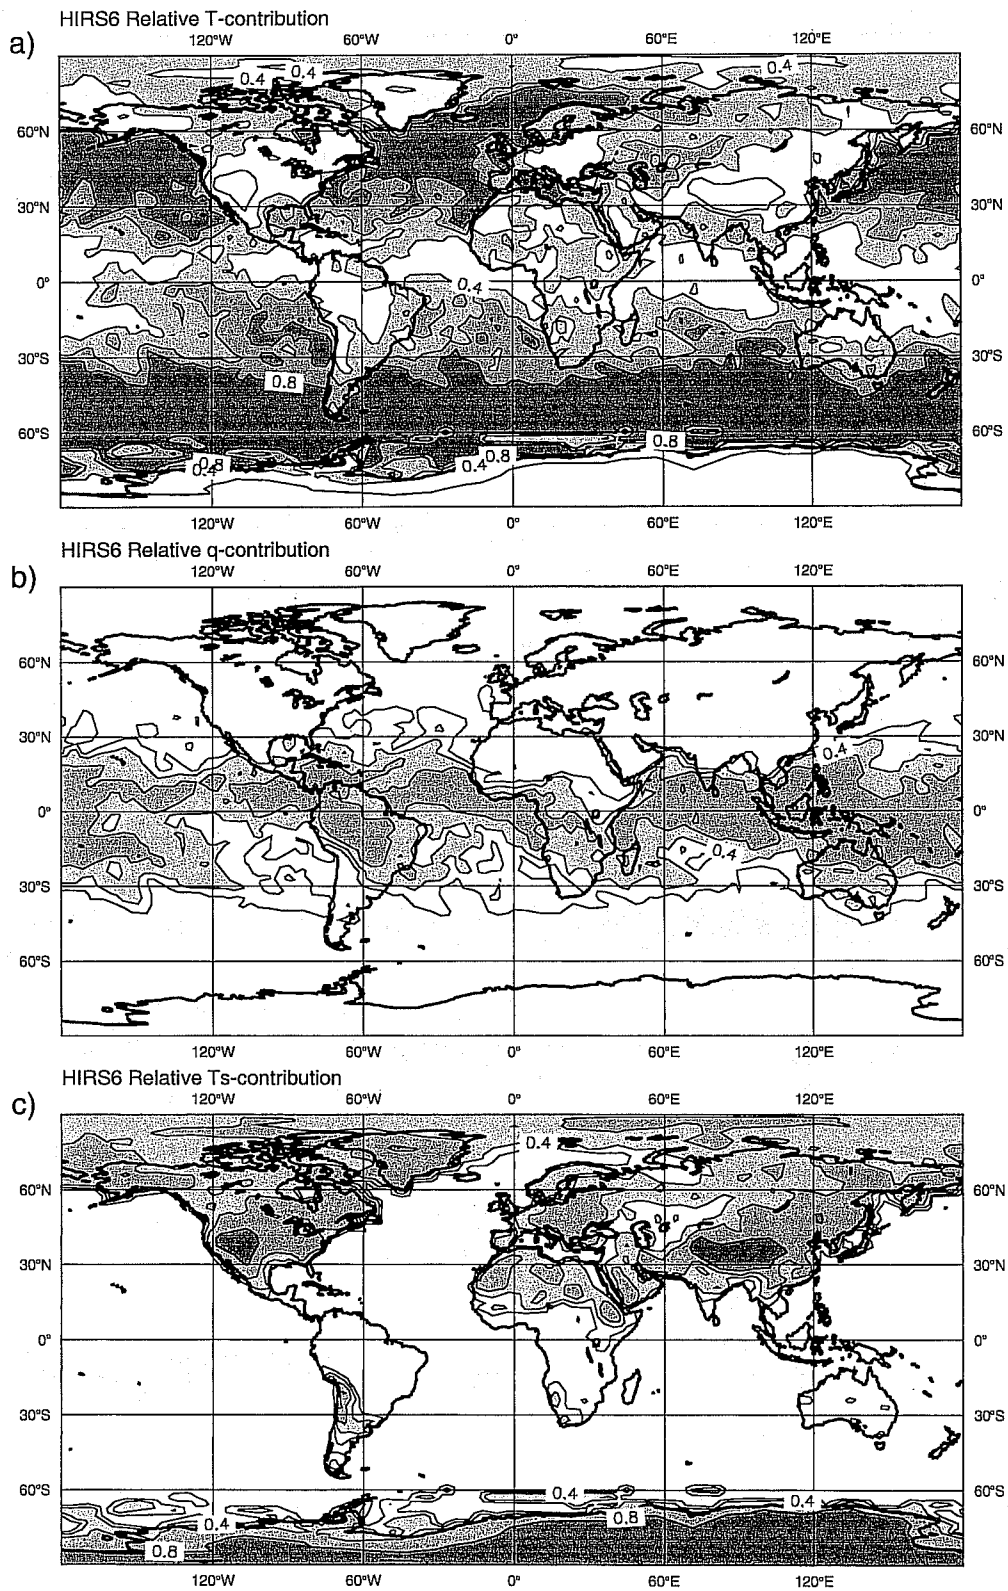 HIRS6 Relative T-contribution
a)
120°W 60°W 0° 60°E 120°E
0.4 0.4 0.4
60°N 60°N
30°N 30°N
0.4
0° 0°
30°S 30°S
0.8
60°S 60°S
0.8
0.8 0.8
0.4 0.4
120°W 60°W 0° 60°E 120°E
HIRS6 Relative q-contribution
b)
120°W 60°W 0° 60°E 120°E
60°N 60°N
30°N 30°N
0.4
0° 0°
0.4
30°S 30°S
60°S 60°S
120°W 60°W 0° 60°E 120°E
HIRS6 Relative Ts-contribution
c)
120°W 60°W 0° 60°E 120°E
0.4
60°N 60°N
30°N 30°N
0° 0°
30°S 30°S
60°S 60°S
0.4 0.4
0.4 0.8
0.8
120°W 60°W 0° 60°E 120°E